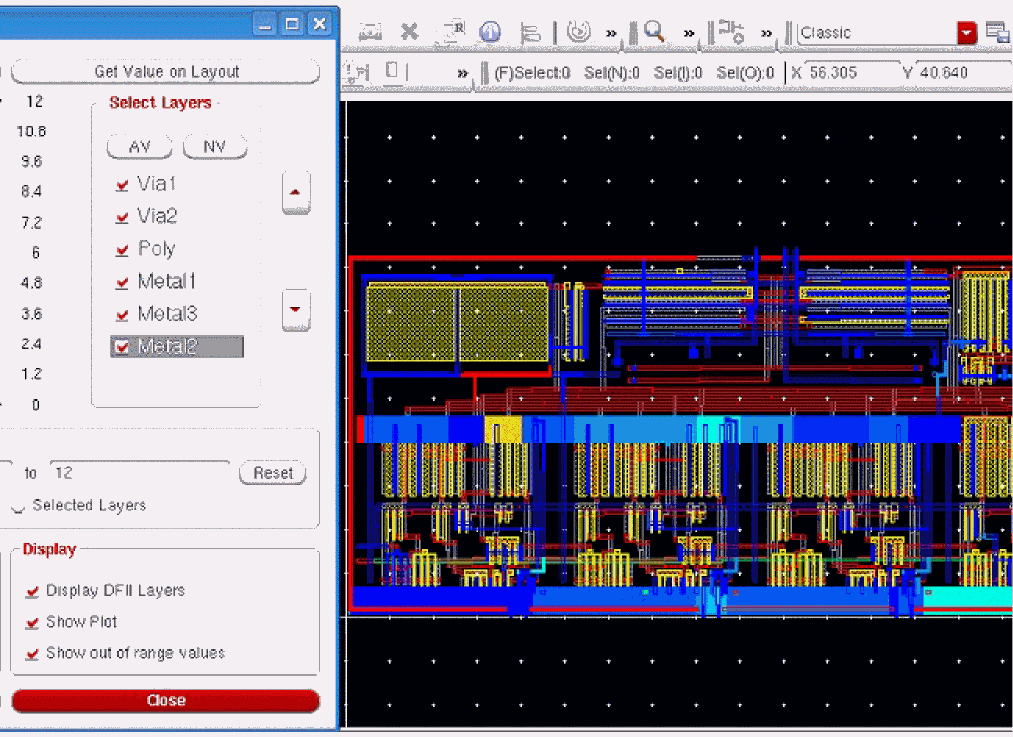 Classic
(F)Select:0 Sel(N):0 Sel(I):0 Sel(O):0 X 56.305 Y 40.640
Get Value on Layout
12
10.8
9.6
8.4
7.2
6
4.8
3.6
2.4
1.2
0
Select Layers
AV NV
Via1
Via2
Poly
Metal1
Metal3
Metal2
to 12 Reset
Selected Layers
Display
Display DFII Layers
Show Plot
Show out of range values
Close